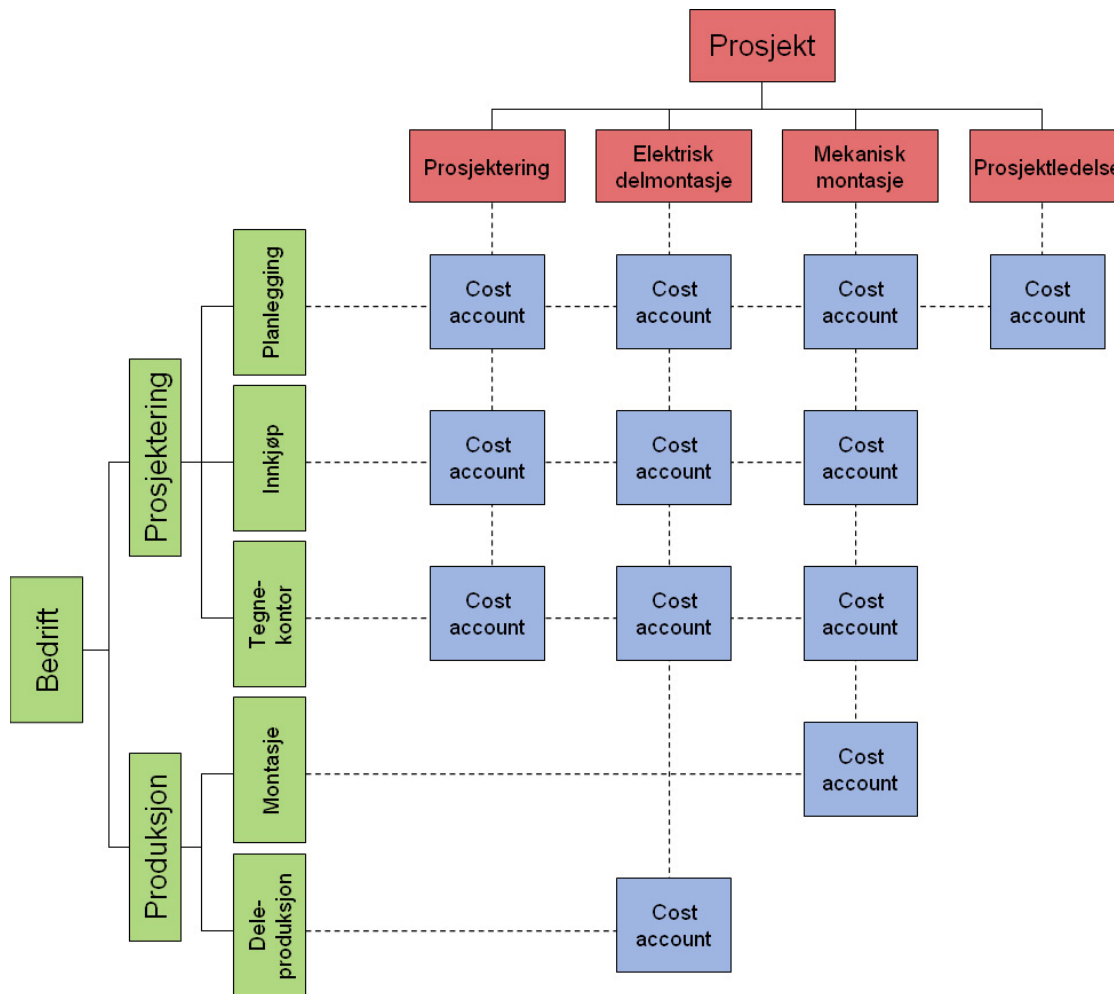 Prosjekt
Prosjektering
Elektrisk
delmontasje
Mekanisk
montasje
Prosjektledelse
Bedrift
Prosjektering
Planlegging
Cost
account
Cost
account
Cost
account
Cost
account
Innkjøp
Cost
account
Cost
account
Cost
account
Tegne-
kontor
Cost
account
Cost
account
Cost
account
Produksjon
Montasje
Cost
account
Dele-
produksjon
Cost
account